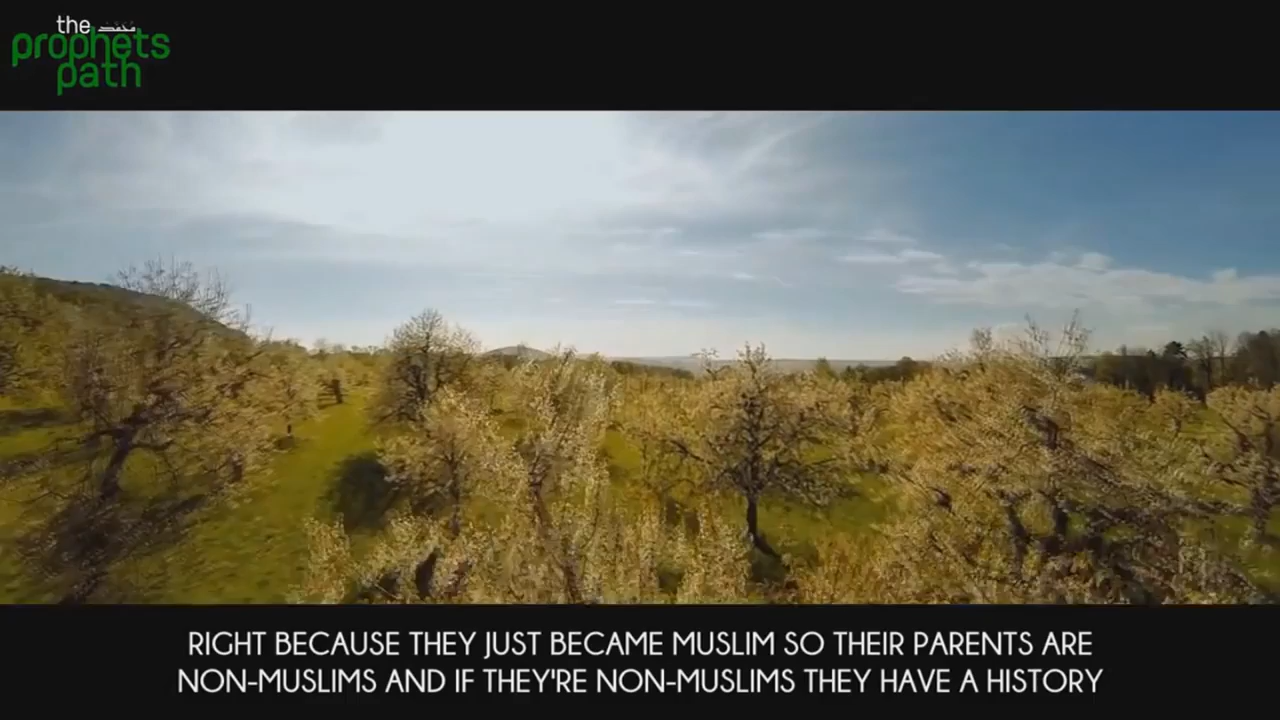 the محمد
prophets
path
RIGHT BECAUSE THEY JUST BECAME MUSLIM SO THEIR PARENTS ARE
NON-MUSLIMS AND IF THEY'RE NON-MUSLIMS THEY HAVE A HISTORY